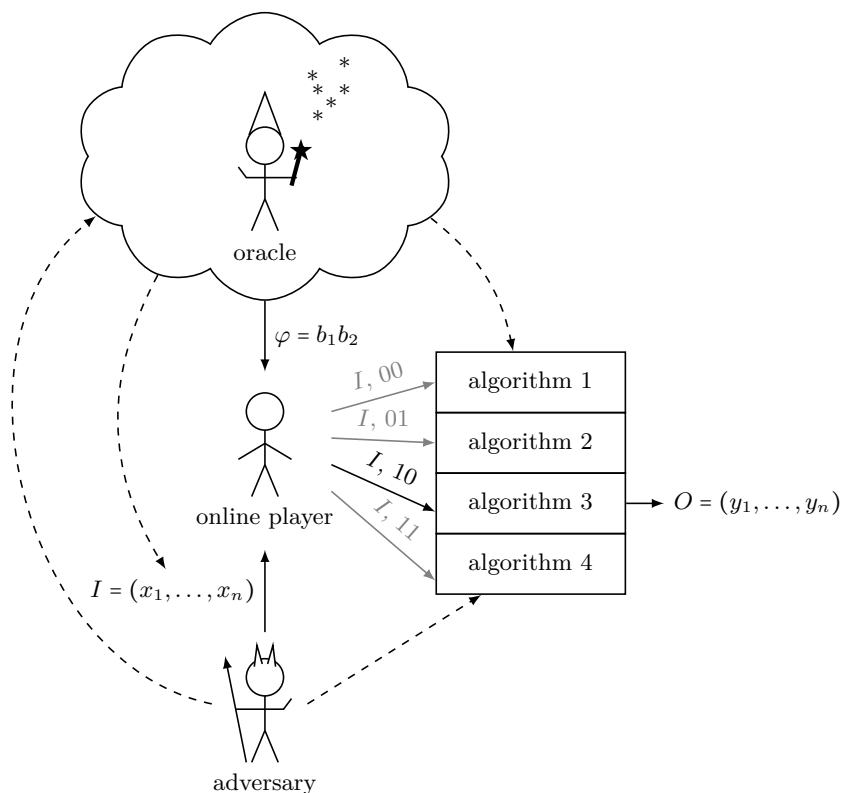 oracle
φ = b₁b₂
I, 00
algorithm 1
I, 01
algorithm 2
I, 10
algorithm 3
O = (y₁, . . . , yₙ)
I, 11
algorithm 4
online player
I = (x₁, . . . , xₙ)
adversary